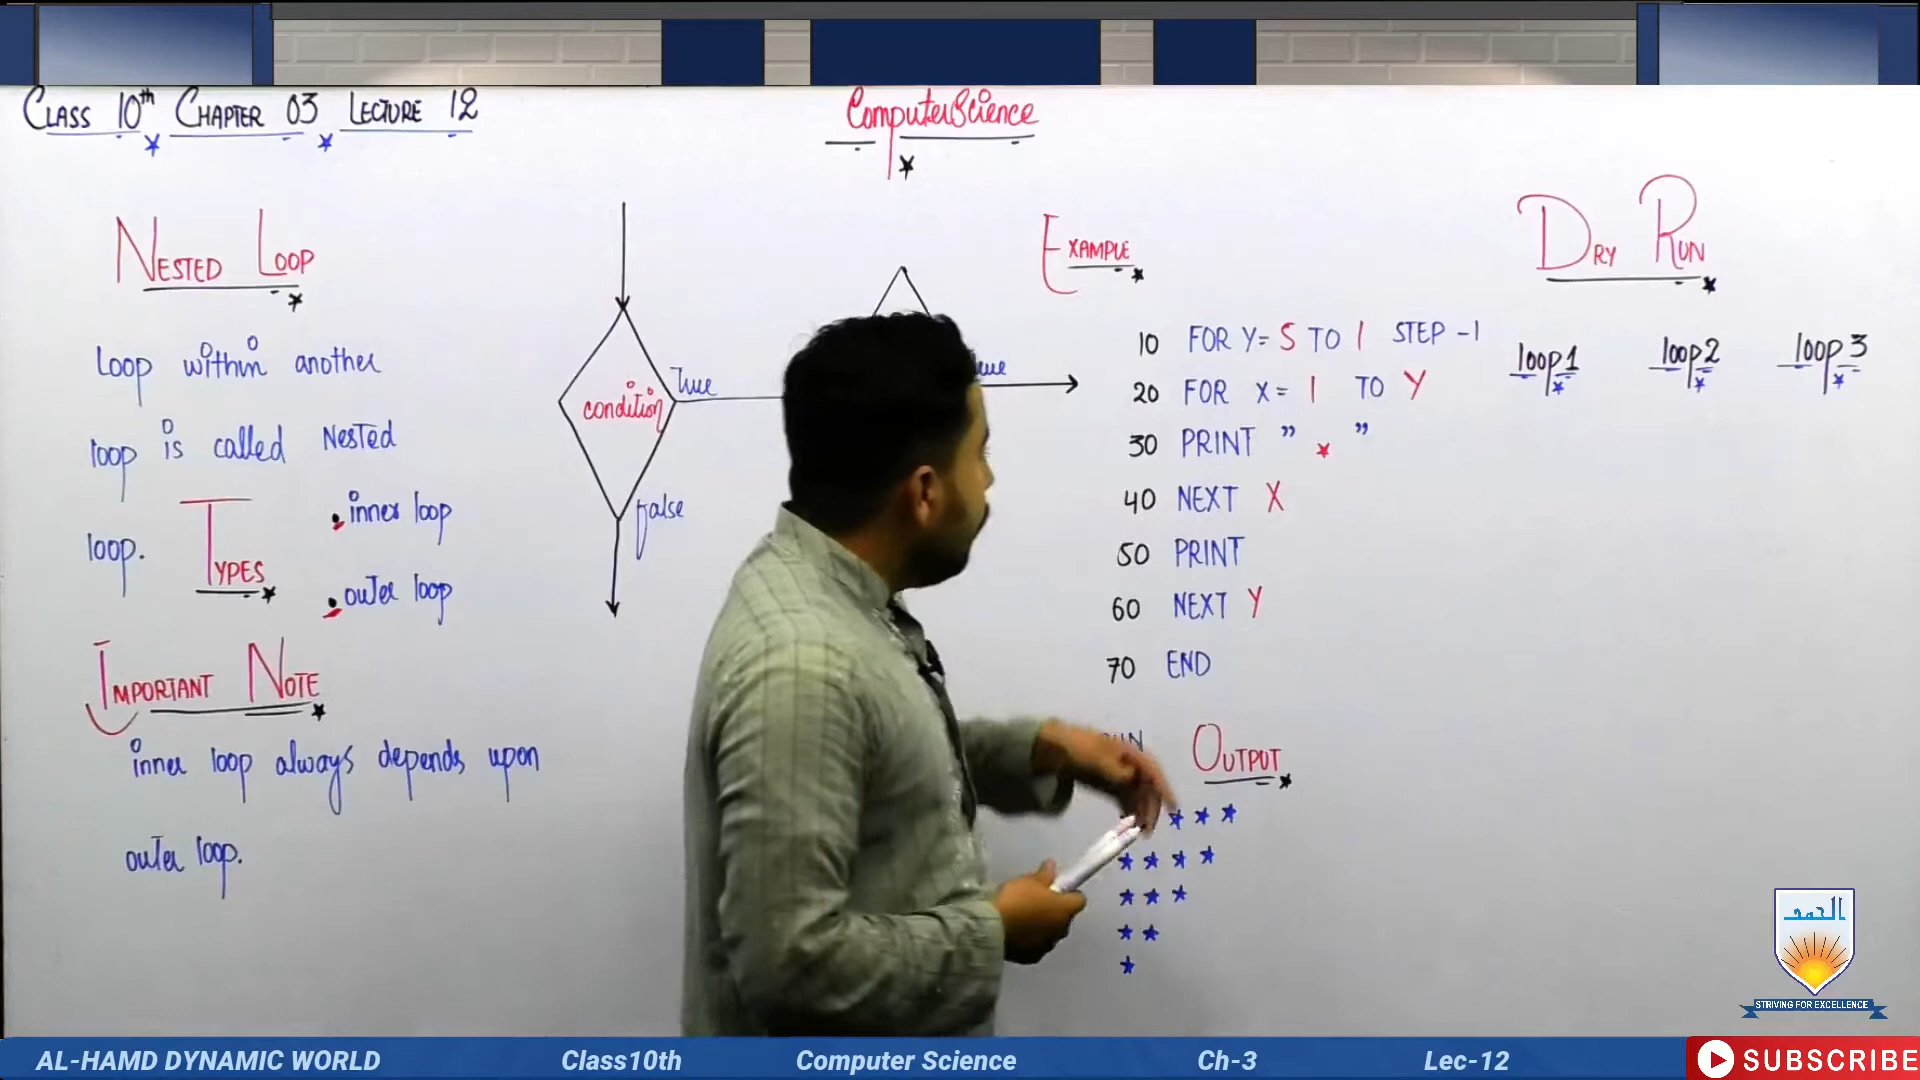 CLASS 10th CHAPTER 03 LECTURE 12
Computer Science
NESTED LOOP
Loop within another
loop is called Nested
loop.
TYPES
inner loop
outer loop
IMPORTANT NOTE
inner loop always depends upon
outer loop.
condition
True
false
EXAMPLE
10 FOR Y= 5 TO 1 STEP -1
20 FOR X= 1 TO Y
30 PRINT " * "
40 NEXT X
50 PRINT
60 NEXT Y
70 END
OUTPUT
* * *
* * * *
* * *
* *
*
DRY RUN
loop1 loop2 loop3
الحمد
STRIVING FOR EXCELLENCE
AL-HAMD DYNAMIC WORLD Class10th Computer Science Ch-3 Lec-12
SUBSCRIBE